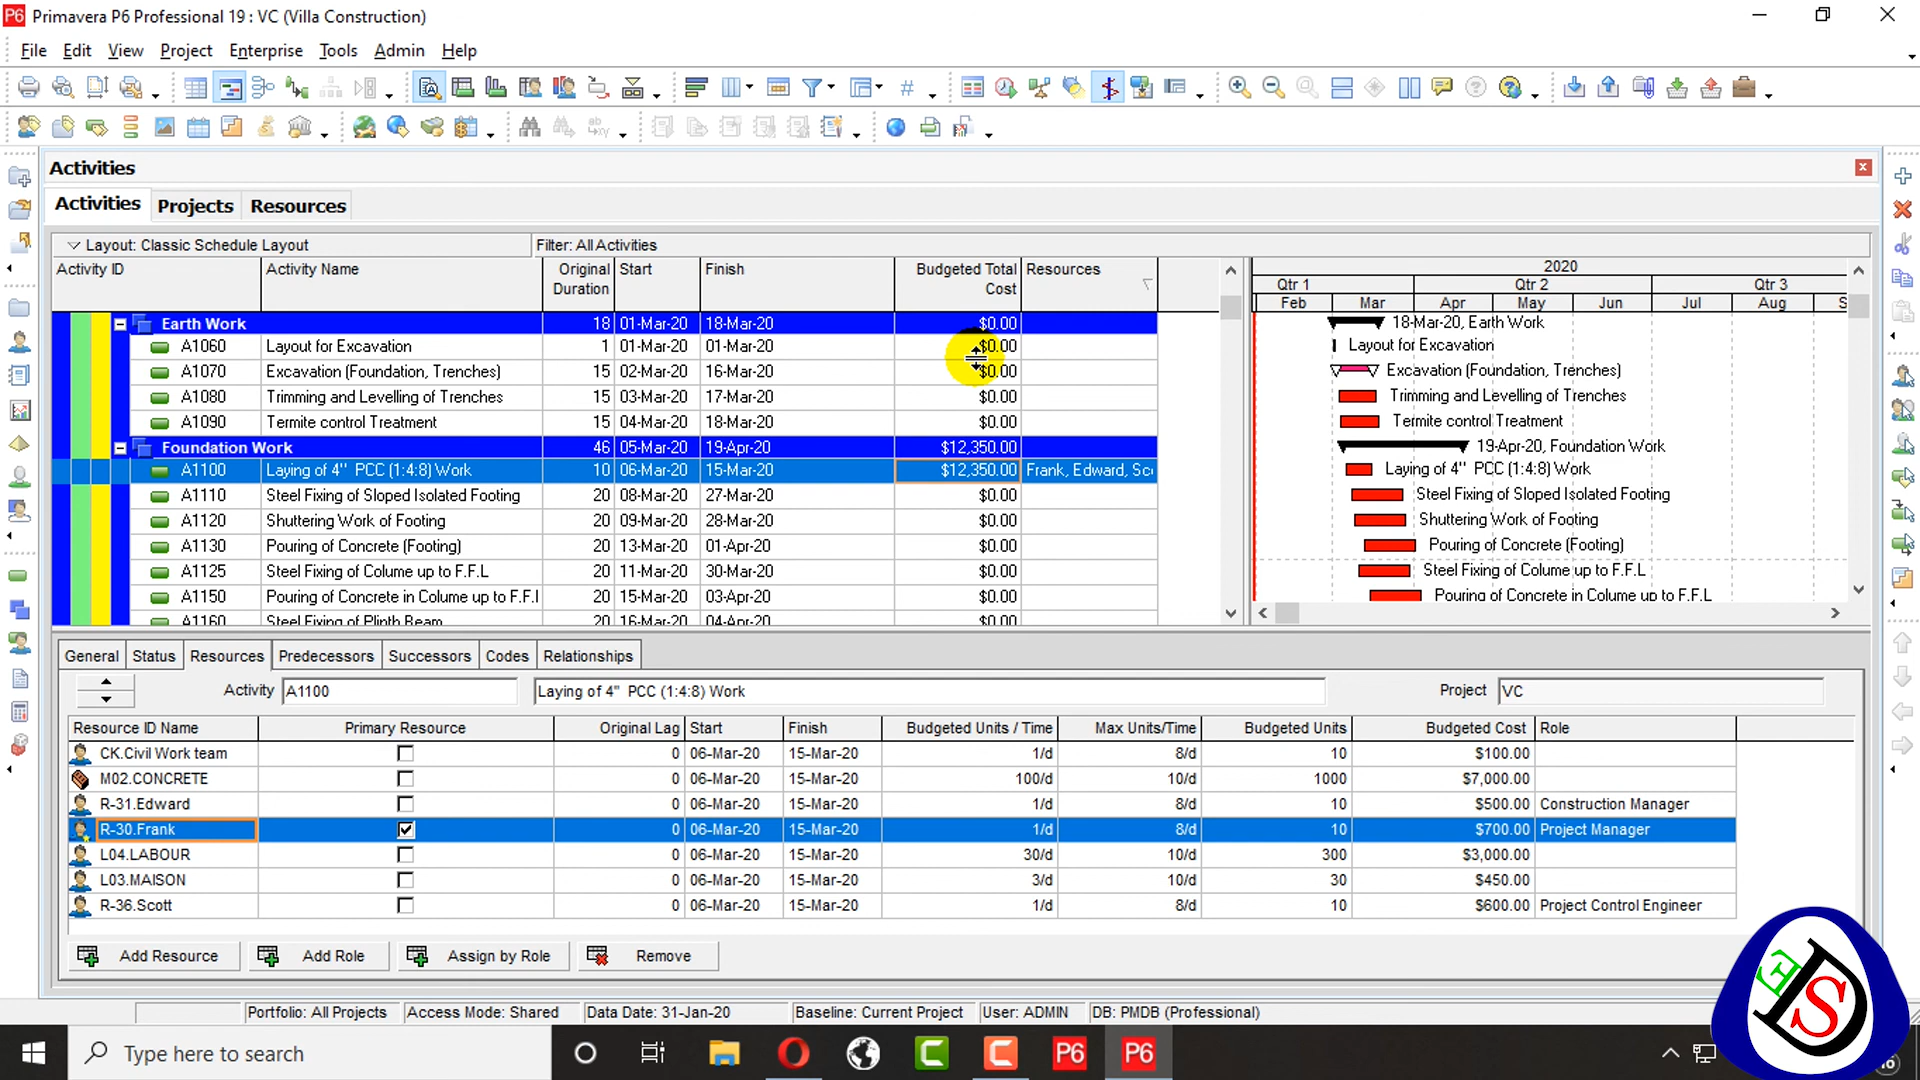 P6 Primavera P6 Professional 19 : VC (Villa Construction)
File Edit View Project Enterprise Tools Admin Help
Activities
Activities Projects Resources
Layout: Classic Schedule Layout Filter: All Activities
Activity ID Activity Name Original Duration Start Finish Budgeted Total Cost Resources
2020
Qtr 1 Qtr 2 Qtr 3
Feb Mar Apr May Jun Jul Aug S
Earth Work 18 01-Mar-20 18-Mar-20 $0.00 18-Mar-20, Earth Work
A1060 Layout for Excavation 1 01-Mar-20 01-Mar-20 $0.00 Layout for Excavation
A1070 Excavation (Foundation, Trenches) 15 02-Mar-20 16-Mar-20 $0.00 Excavation (Foundation, Trenches)
A1080 Trimming and Levelling of Trenches 15 03-Mar-20 17-Mar-20 $0.00 Trimming and Levelling of Trenches
A1090 Termite control Treatment 15 04-Mar-20 18-Mar-20 $0.00 Termite control Treatment
Foundation Work 46 05-Mar-20 19-Apr-20 $12,350.00 19-Apr-20, Foundation Work
A1100 Laying of 4" PCC (1:4:8) Work 10 06-Mar-20 15-Mar-20 $12,350.00 Frank, Edward, Sc Laying of 4" PCC (1:4:8) Work
A1110 Steel Fixing of Sloped Isolated Footing 20 08-Mar-20 27-Mar-20 $0.00 Steel Fixing of Sloped Isolated Footing
A1120 Shuttering Work of Footing 20 09-Mar-20 28-Mar-20 $0.00 Shuttering Work of Footing
A1130 Pouring of Concrete (Footing) 20 13-Mar-20 01-Apr-20 $0.00 Pouring of Concrete (Footing)
A1125 Steel Fixing of Colume up to F.F.L 20 11-Mar-20 30-Mar-20 $0.00 Steel Fixing of Colume up to F.F.L
A1150 Pouring of Concrete in Colume up to F.F.l 20 15-Mar-20 03-Apr-20 $0.00 Pouring of Concrete in Colume up to F.F.L
A1160 Steel Fixing of Plinth Beam 20 16-Mar-20 04-Apr-20 $0.00
General Status Resources Predecessors Successors Codes Relationships
Activity A1100 Laying of 4" PCC (1:4:8) Work Project VC
Resource ID Name Primary Resource Original Lag Start Finish Budgeted Units / Time Max Units/Time Budgeted Units Budgeted Cost Role
CK.Civil Work team 0 06-Mar-20 15-Mar-20 1/d 8/d 10 $100.00
M02.CONCRETE 0 06-Mar-20 15-Mar-20 100/d 10/d 1000 $7,000.00
R-31.Edward 0 06-Mar-20 15-Mar-20 1/d 8/d 10 $500.00 Construction Manager
R-30.Frank 0 06-Mar-20 15-Mar-20 1/d 8/d 10 $700.00 Project Manager
L04.LABOUR 0 06-Mar-20 15-Mar-20 30/d 10/d 300 $3,000.00
L03.MAISON 0 06-Mar-20 15-Mar-20 3/d 10/d 30 $450.00
R-36.Scott 0 06-Mar-20 15-Mar-20 1/d 8/d 10 $600.00 Project Control Engineer
Add Resource Add Role Assign by Role Remove
Portfolio: All Projects Access Mode: Shared Data Date: 31-Jan-20 Baseline: Current Project User: ADMIN DB: PMDB (Professional)
Type here to search P6 P6